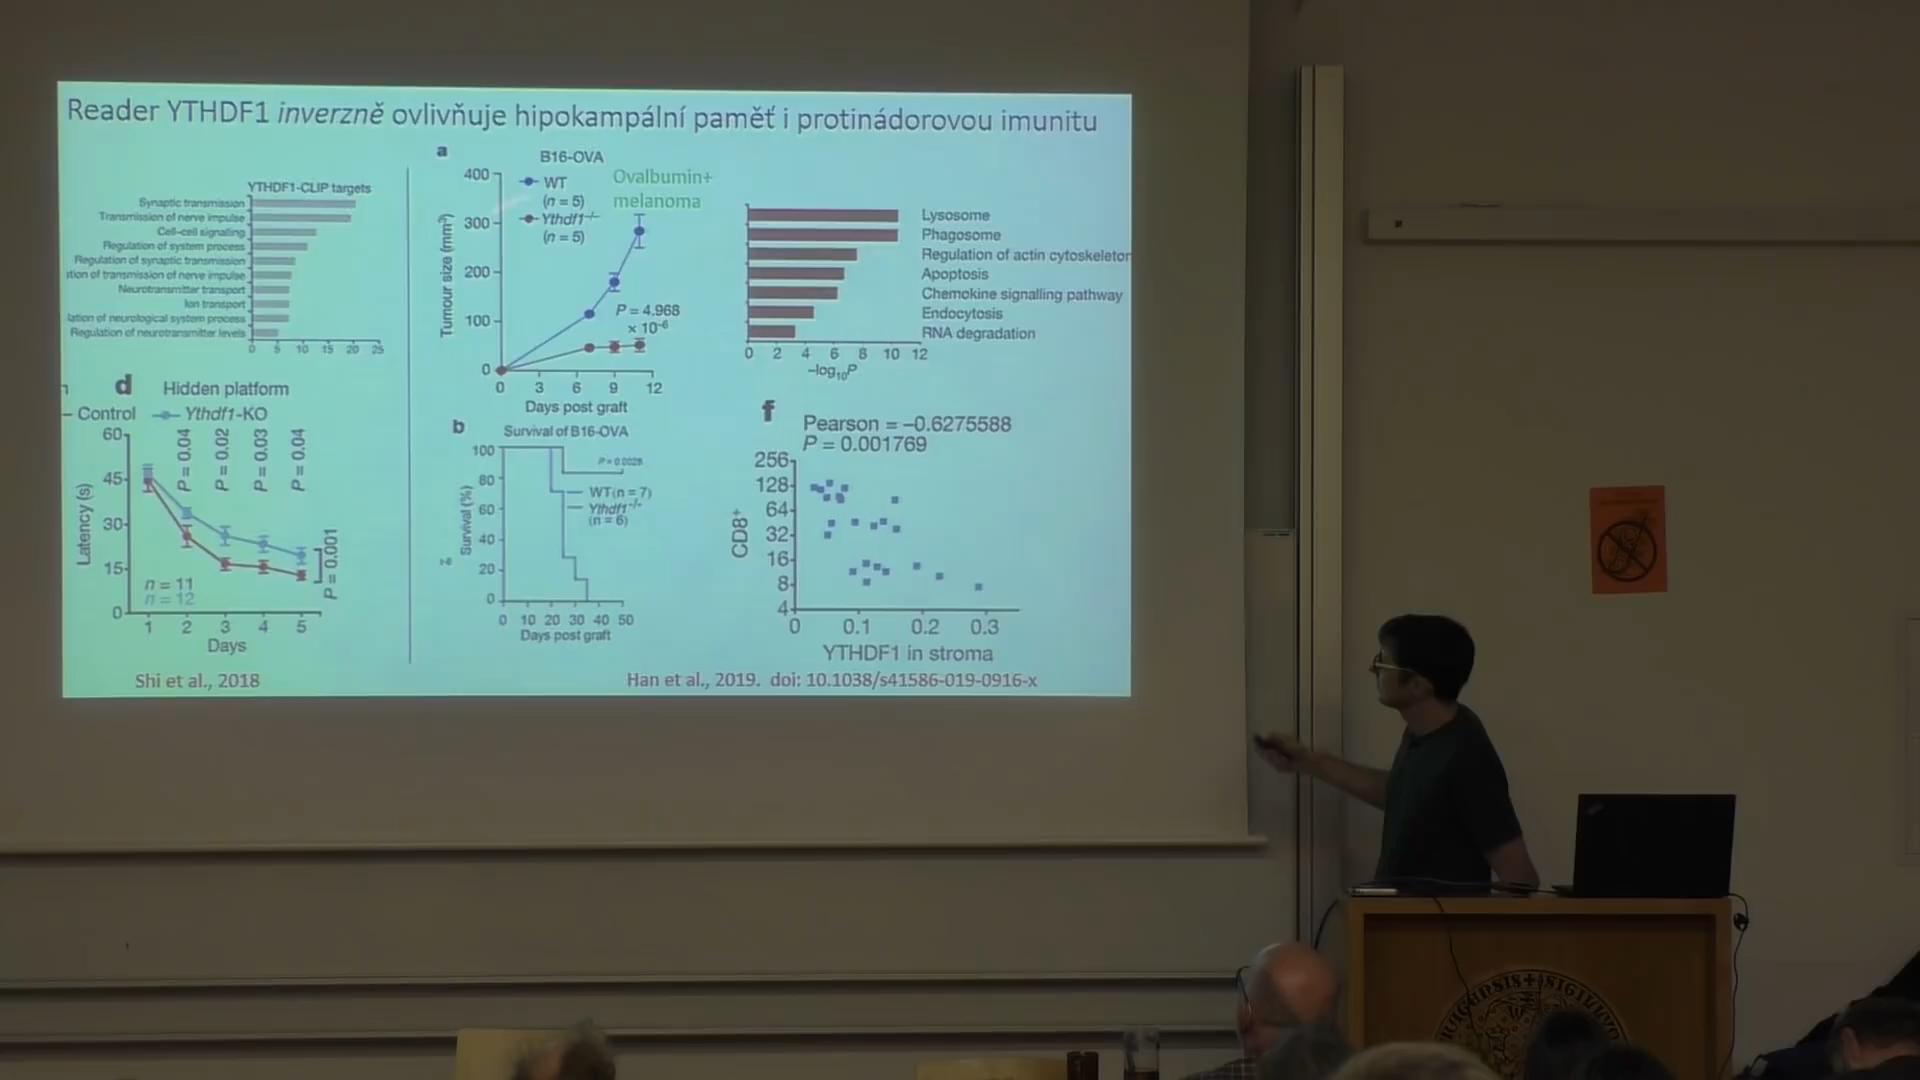 Reader YTHDF1 inverzně ovlivňuje hipokampální paměť i protinádorovou imunitu
YTHDF1-CLIP targets
Synaptic transmission
Transmission of nerve impulse
Cell–cell signalling
Regulation of system process
Regulation of synaptic transmission
tion of transmission of nerve impulse
Neurotransmitter transport
Ion transport
lation of neurological system process
Regulation of neurotransmitter levels
0 5 10 15 20 25
d Hidden platform
Control Ythdf1-KO
P = 0.04
P = 0.02
P = 0.03
P = 0.04
Latency (s)
60
45
30
15
0
n = 11
n = 12
P = 0.001
1 2 3 4 5
Days
Shi et al., 2018
a
B16-OVA
WT
(n = 5)
Ythdf1–/–
(n = 5)
Ovalbumin+
melanoma
Tumour size (mm3)
400
300
200
100
0
P = 4.968
× 10-6
0 3 6 9 12
Days post graft
b
Survival of B16-OVA
P = 0.0028
WT (n = 7)
Ythdf1-/-
(n = 6)
Survival (%)
100
80
60
40
20
0
0 10 20 30 40 50
Days post graft
Lysosome
Phagosome
Regulation of actin cytoskeleton
Apoptosis
Chemokine signalling pathway
Endocytosis
RNA degradation
0 2 4 6 8 10 12
–log10P
f
Pearson = –0.6275588
P = 0.001769
CD8+
256
128
64
32
16
8
4
0 0.1 0.2 0.3
YTHDF1 in stroma
Han et al., 2019. doi: 10.1038/s41586-019-0916-x